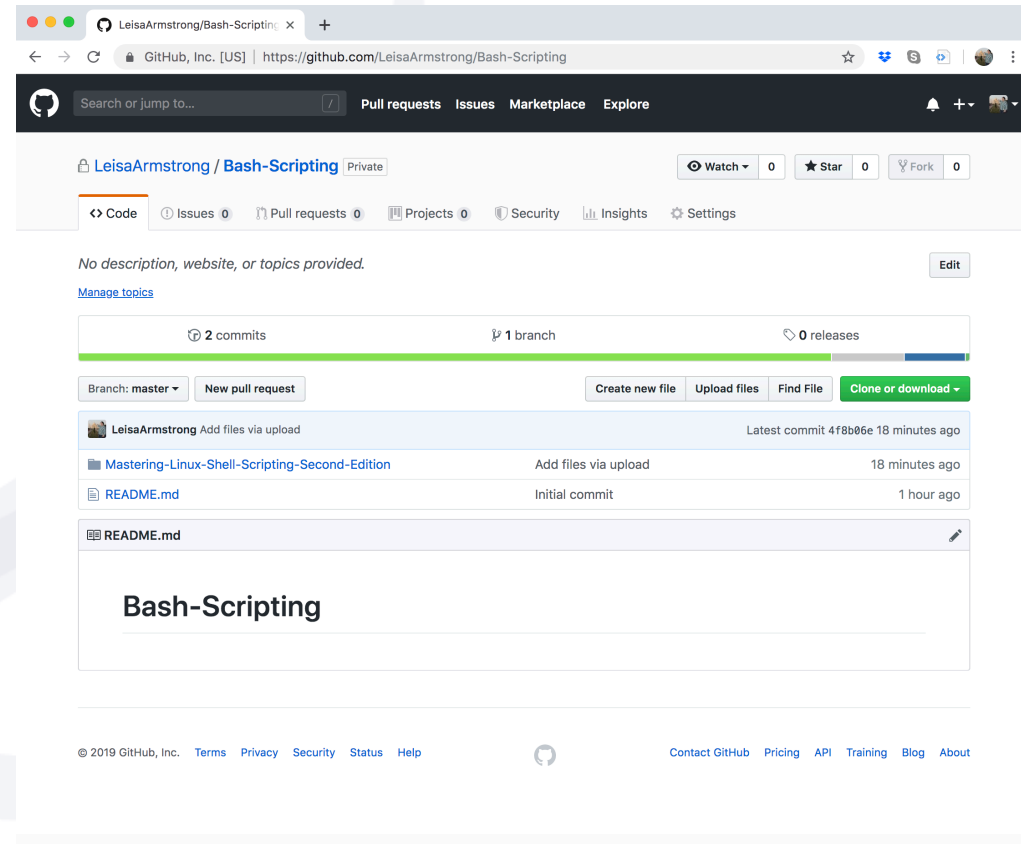 LeisaArmstrong/Bash-Scripting
GitHub, Inc. [US] | https://github.com/LeisaArmstrong/Bash-Scripting
Search or jump to... / Pull requests Issues Marketplace Explore
LeisaArmstrong / Bash-Scripting Private Watch 0 Star 0 Fork 0
Code Issues 0 Pull requests 0 Projects 0 Security Insights Settings
No description, website, or topics provided. Edit
Manage topics
2 commits 1 branch 0 releases
Branch: master New pull request Create new file Upload files Find File Clone or download
LeisaArmstrong Add files via upload Latest commit 4f8b06e 18 minutes ago
Mastering-Linux-Shell-Scripting-Second-Edition Add files via upload 18 minutes ago
README.md Initial commit 1 hour ago
README.md
Bash-Scripting
© 2019 GitHub, Inc. Terms Privacy Security Status Help Contact GitHub Pricing API Training Blog About